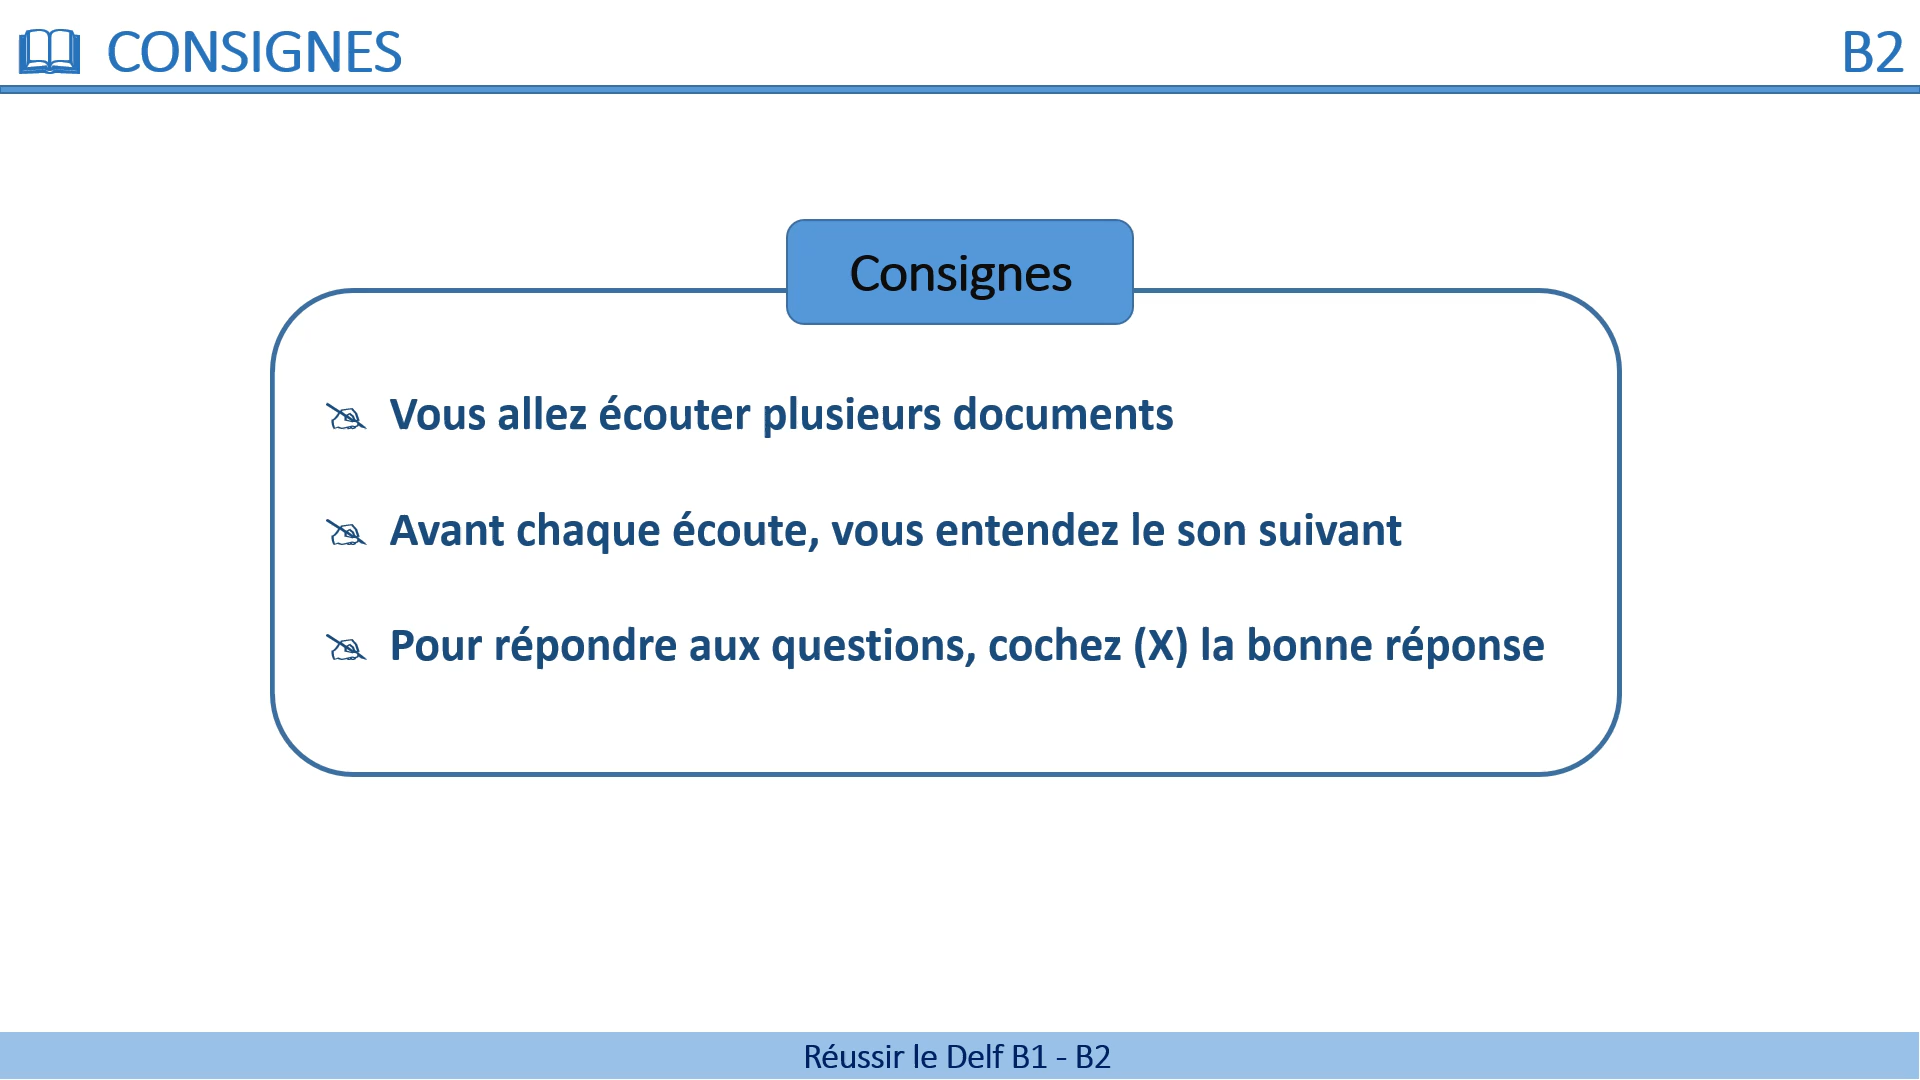 CONSIGNES
B2
Consignes
Vous allez écouter plusieurs documents
Avant chaque écoute, vous entendez le son suivant
Pour répondre aux questions, cochez (X) la bonne réponse
Réussir le Delf B1 - B2